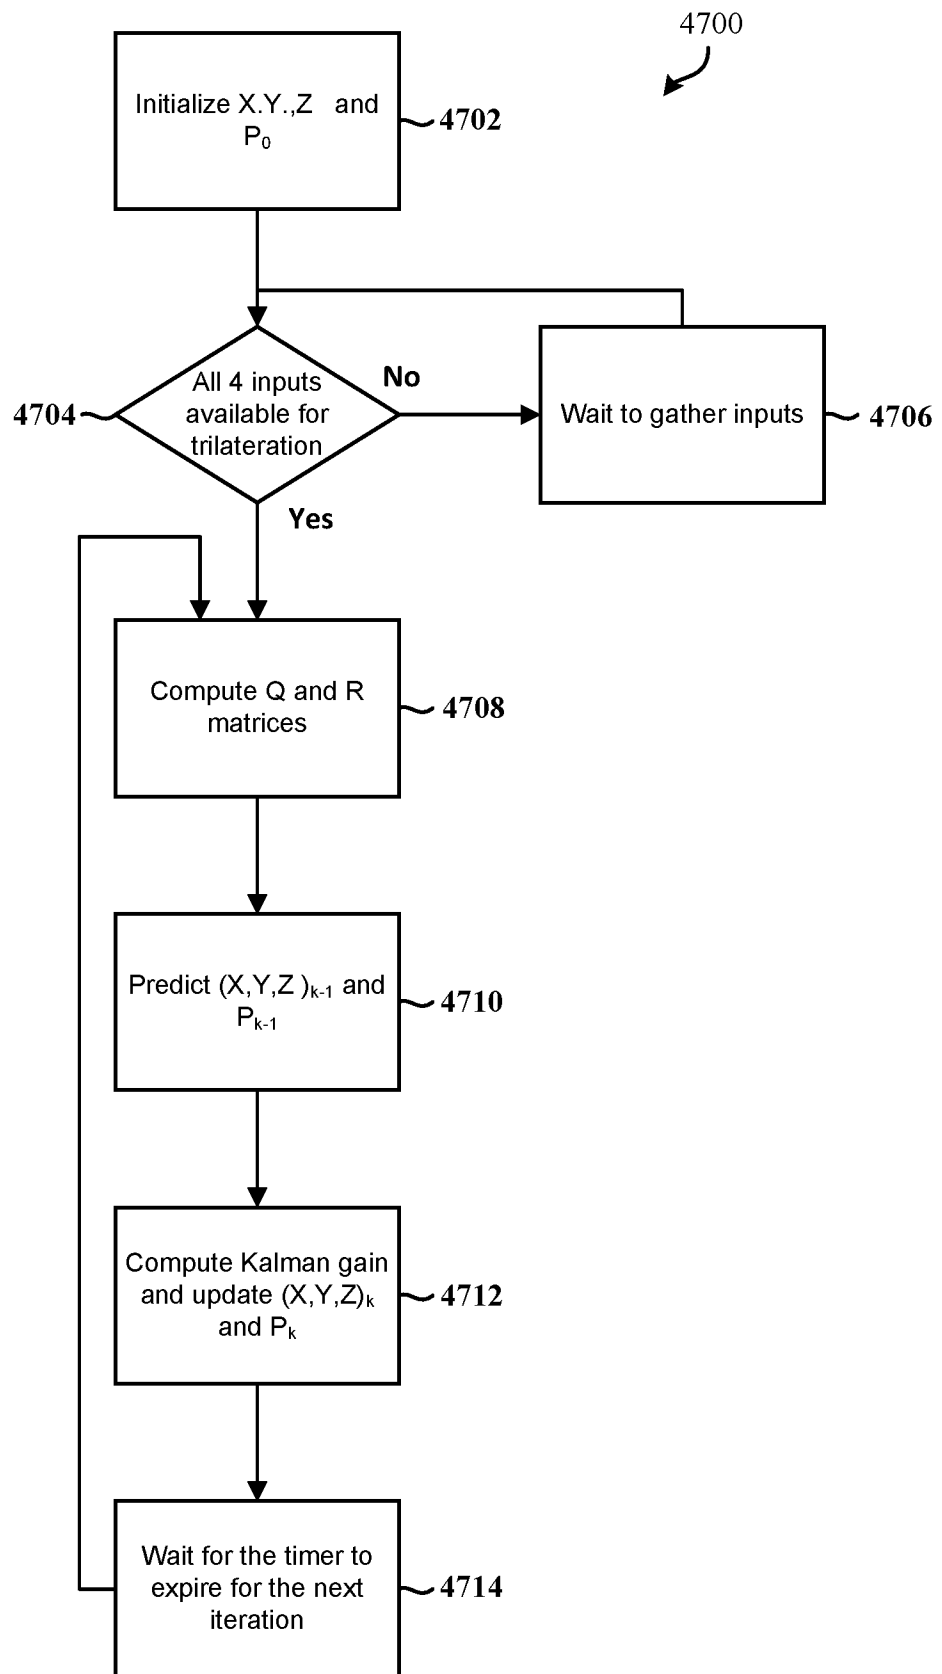 4700
Initialize X.Y.,Z and
P₀
4702
All 4 inputs
available for
trilateration
4704
No
Wait to gather inputs
4706
Yes
Compute Q and R
matrices
4708
Predict (X,Y,Z )ₖ₋₁ and
Pₖ₋₁
4710
Compute Kalman gain
and update (X,Y,Z)ₖ
and Pₖ
4712
Wait for the timer to
expire for the next
iteration
4714